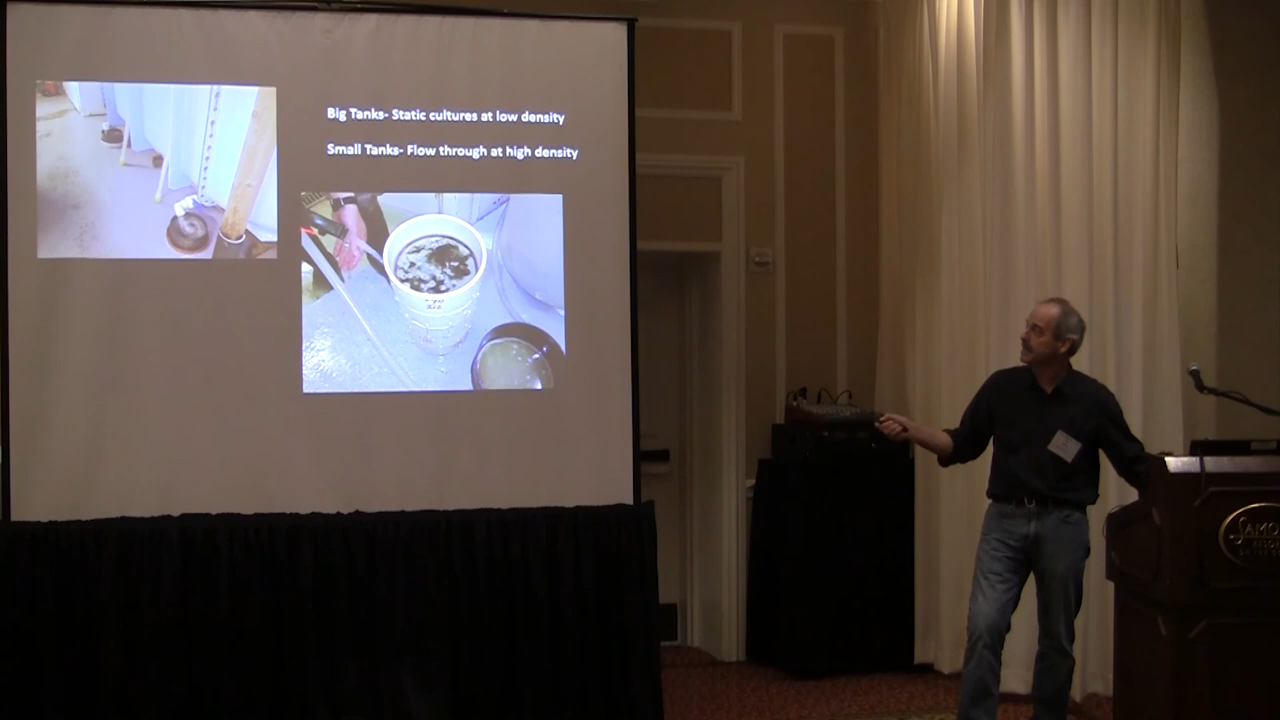 Big Tanks- Static cultures at low density
Small Tanks- Flow through at high density